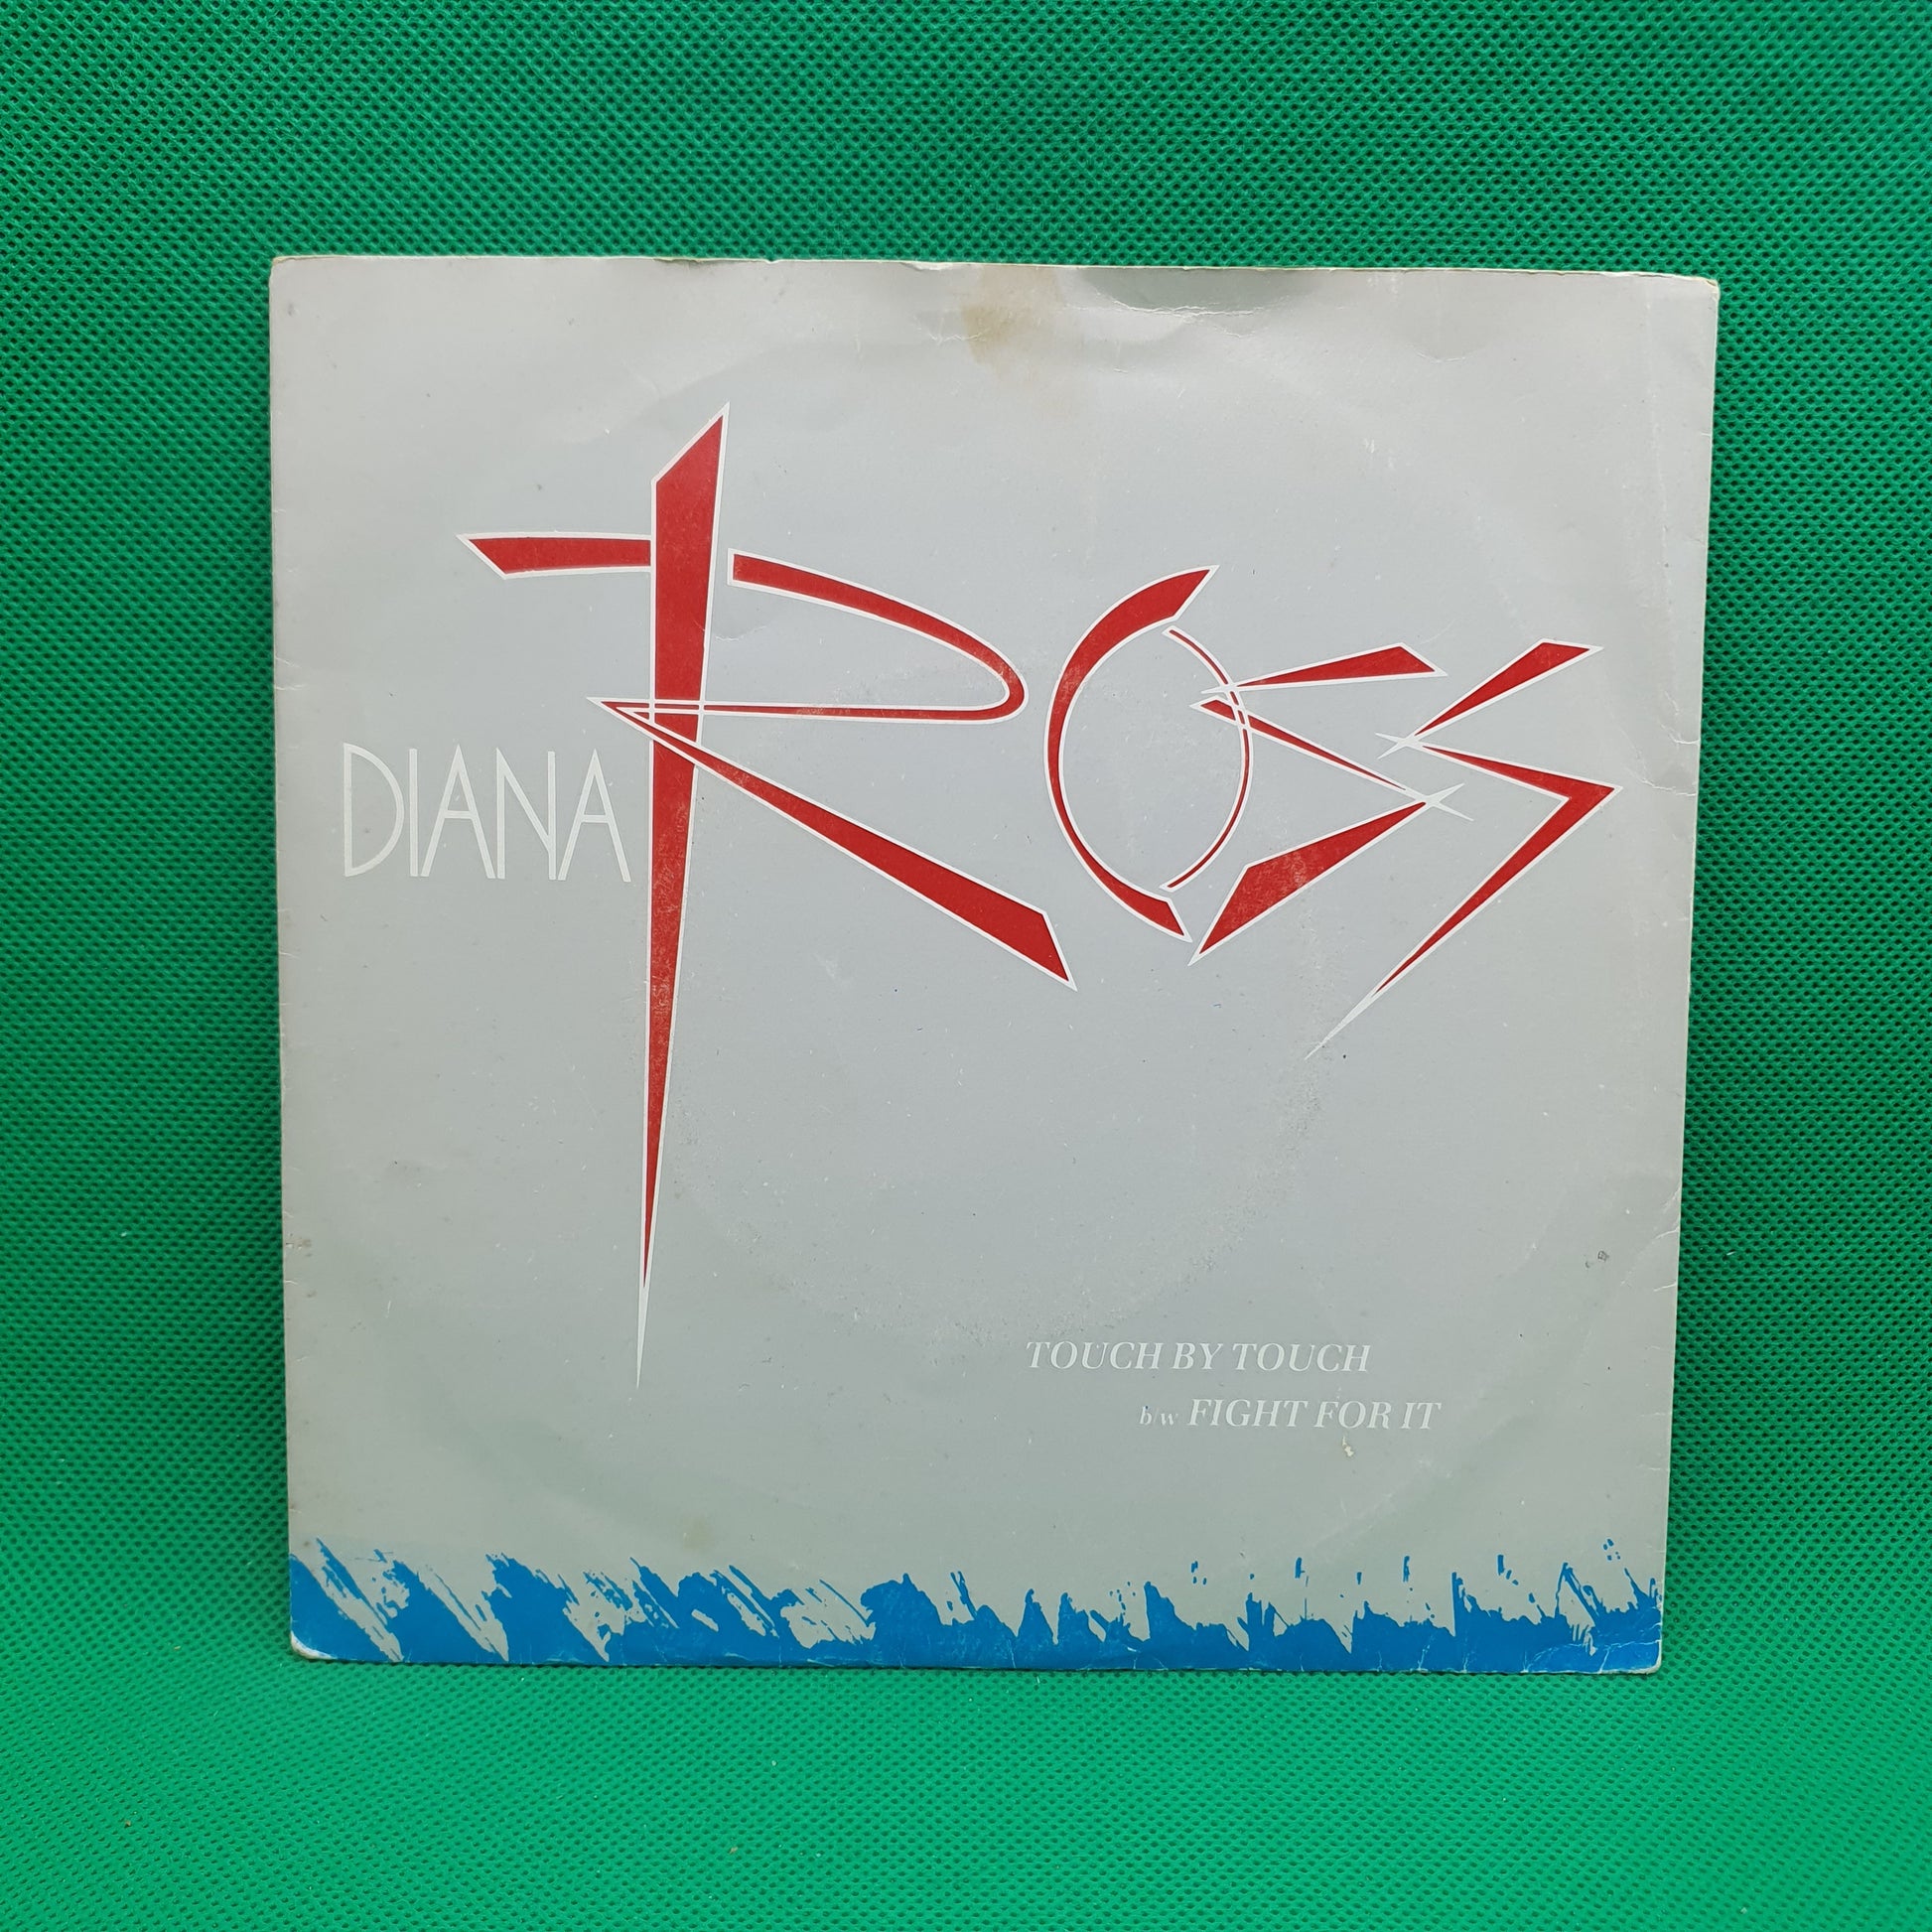 DIANA ROSS
TOUCH BY TOUCH
b/w FIGHT FOR IT